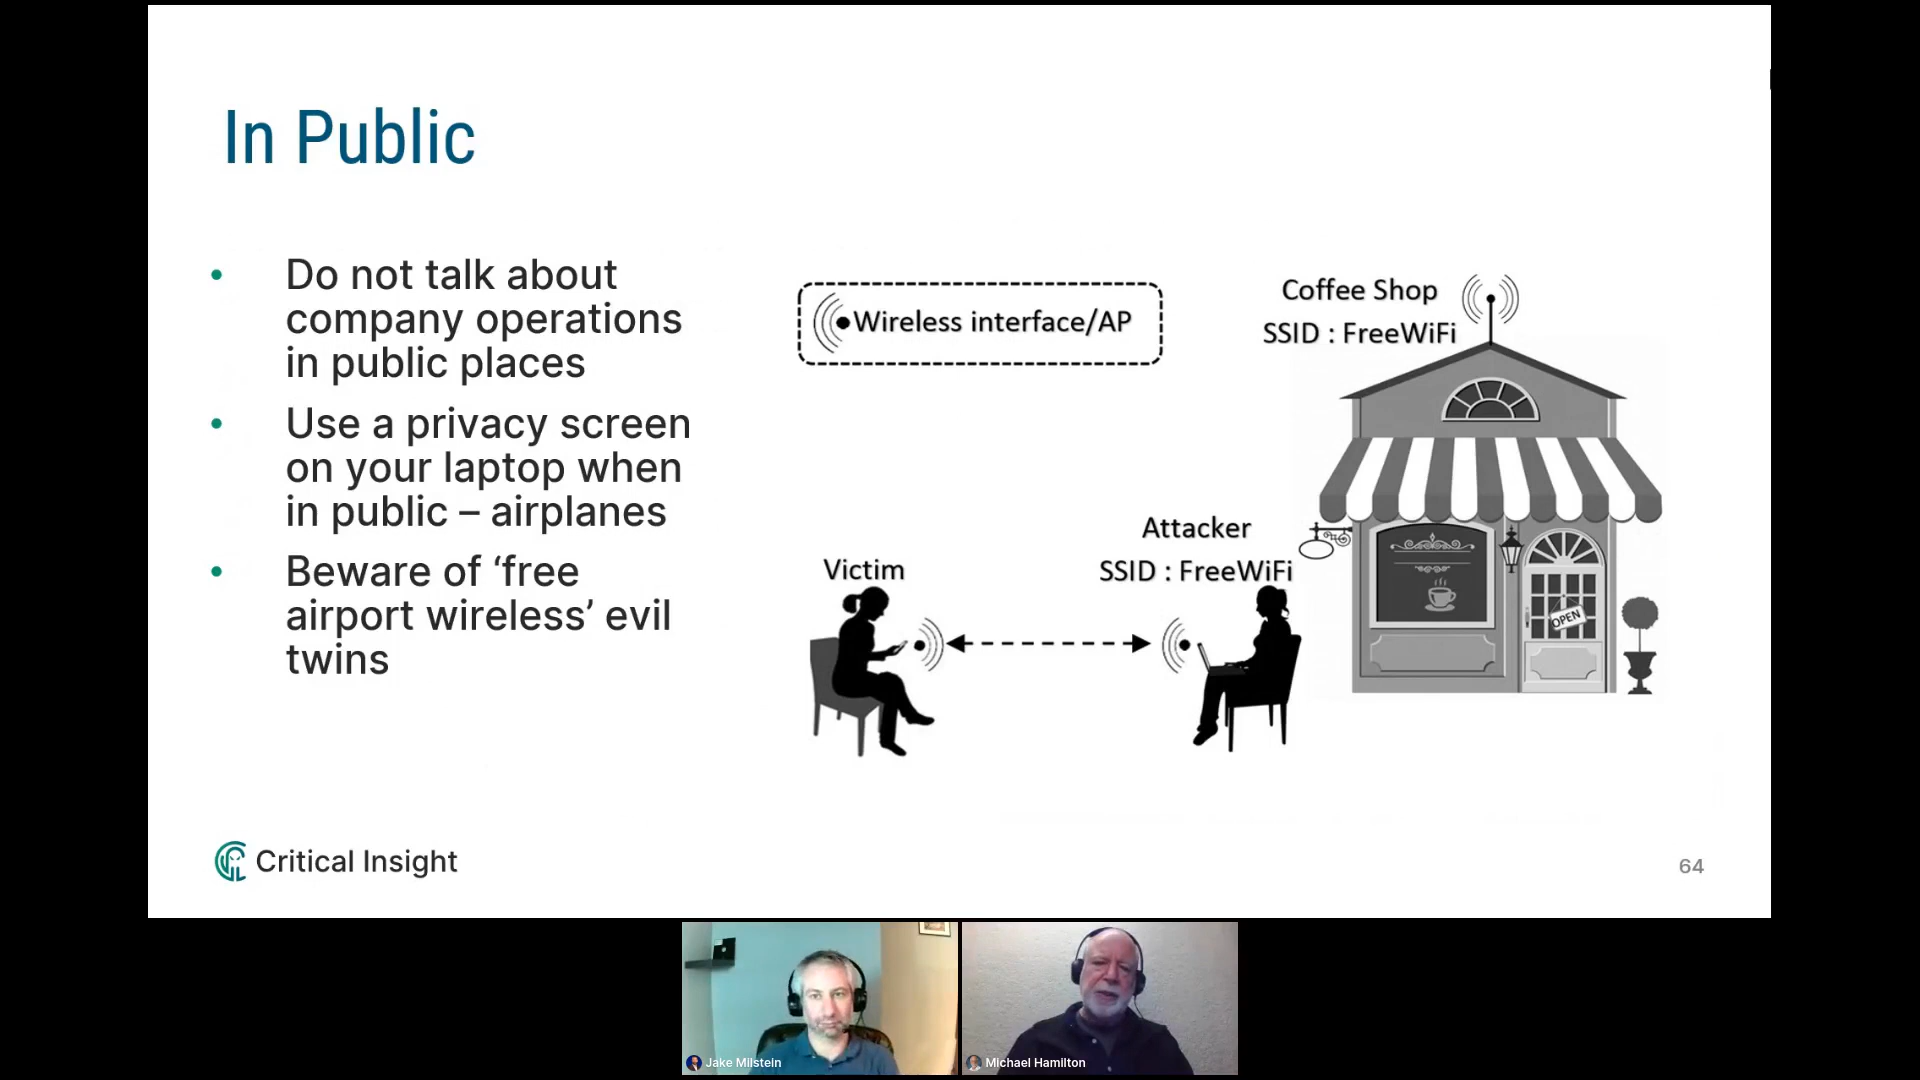 In Public
• Do not talk about
company operations
in public places
• Use a privacy screen
on your laptop when
in public – airplanes
• Beware of ‘free
airport wireless’ evil
twins
Wireless interface/AP
Coffee Shop
SSID : FreeWiFi
Attacker
SSID : FreeWiFi
Victim
OPEN
Critical Insight
64
Jake Milstein
Michael Hamilton